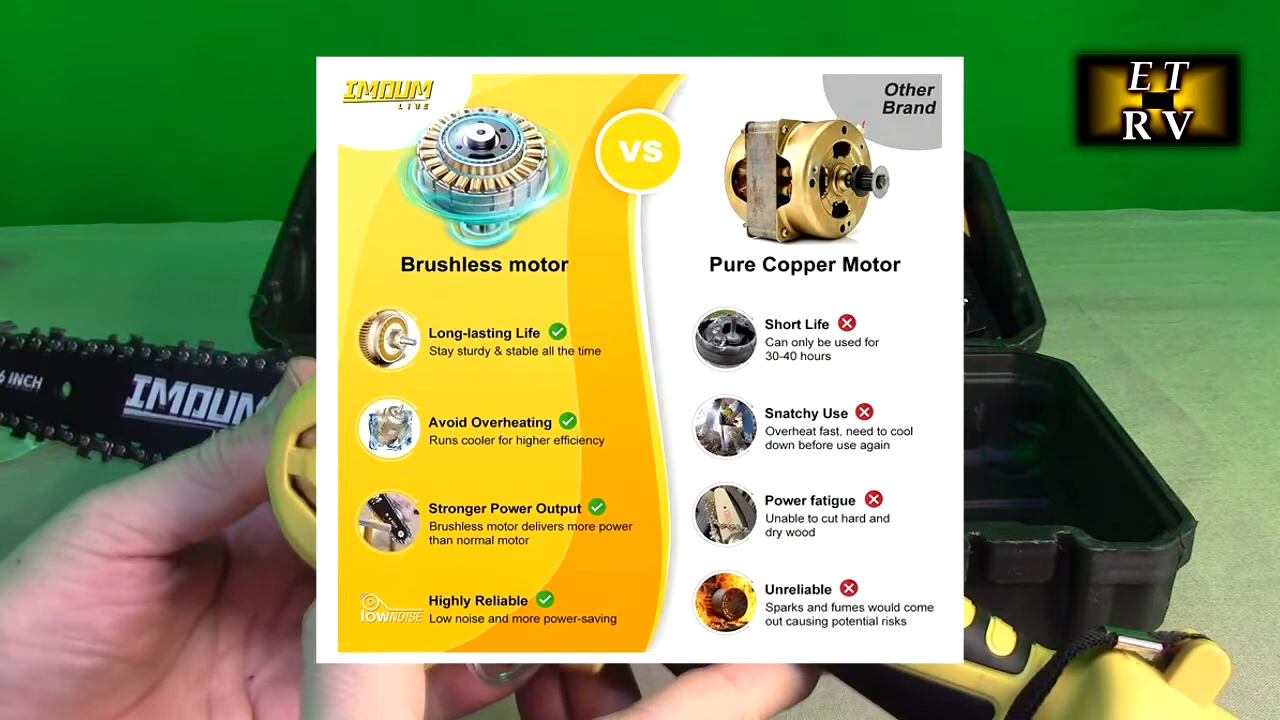 E T
R V
IMOUM
LIVE
VS
Other
Brand
Brushless motor
Pure Copper Motor
Long-lasting Life
Stay sturdy & stable all the time
Avoid Overheating
Runs cooler for higher efficiency
Stronger Power Output
Brushless motor delivers more power
than normal motor
low NOISE
Highly Reliable
Low noise and more power-saving
Short Life
Can only be used for
30-40 hours
Snatchy Use
Overheat fast, need to cool
down before use again
Power fatigue
Unable to cut hard and
dry wood
Unreliable
Sparks and fumes would come
out causing potential risks
6 INCH
IMOUM